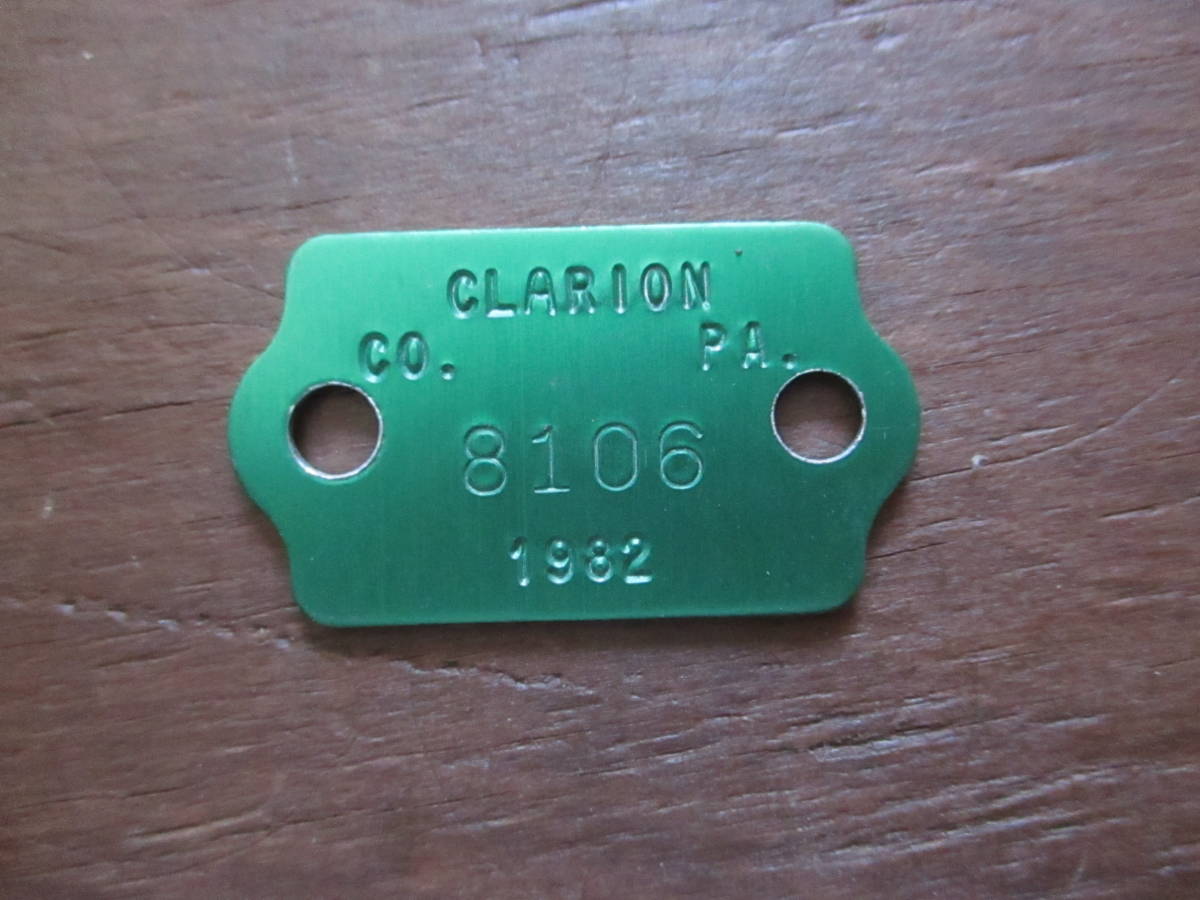 CLARION
CO. PA.
8106
1982